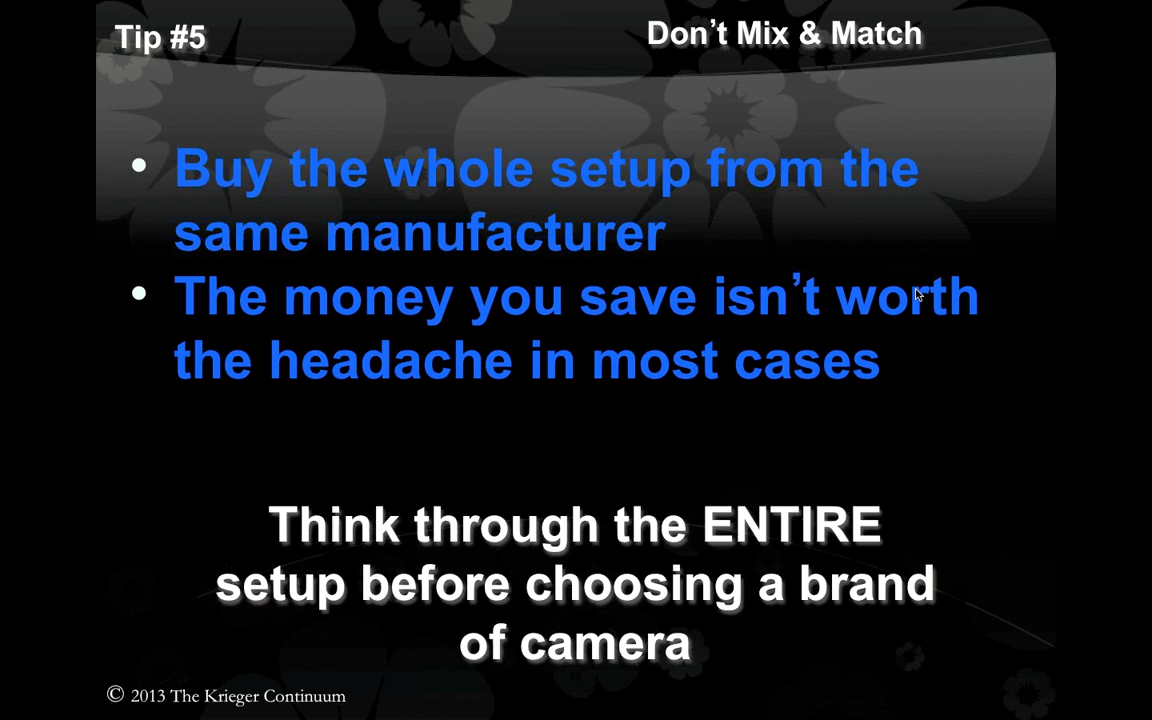 Tip #5
Don’t Mix & Match
• Buy the whole setup from the
same manufacturer
• The money you save isn’t worth
the headache in most cases
Think through the ENTIRE
setup before choosing a brand
of camera
© 2013 The Krieger Continuum